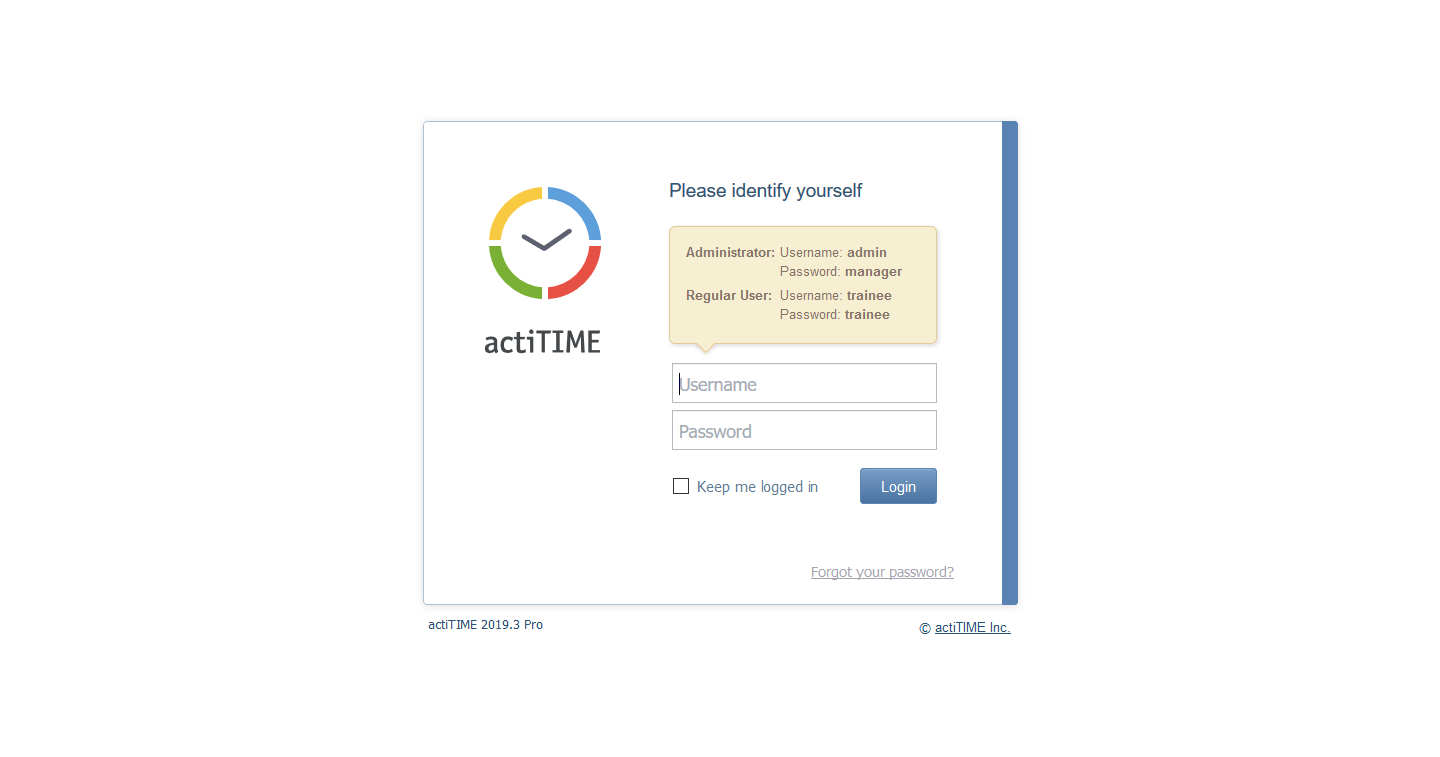 Please identify yourself
Administrator: Username: admin
Password: manager
Regular User: Username: trainee
Password: trainee
actiTIME
Username
Password
Keep me logged in
Login
Forgot your password?
actiTIME 2019.3 Pro
© actiTIME Inc.